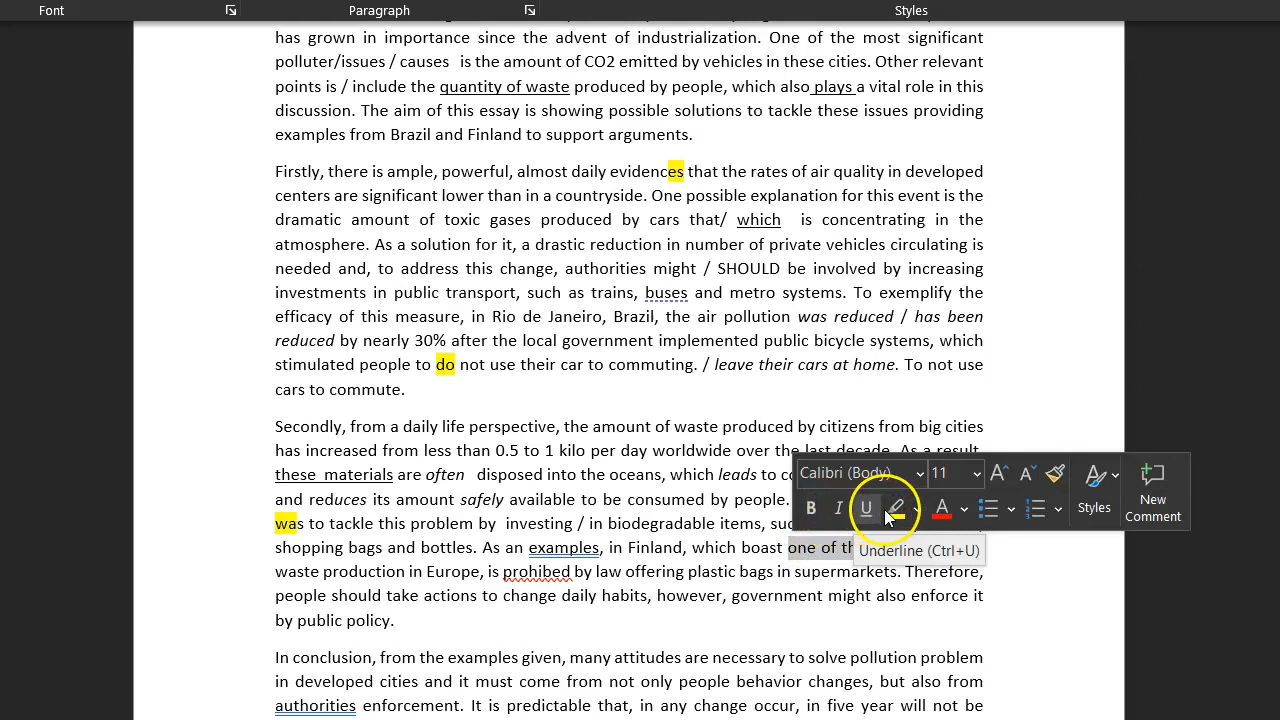 Font Paragraph Styles
has grown in importance since the advent of industrialization. One of the most significant
polluter/issues / causes is the amount of CO2 emitted by vehicles in these cities. Other relevant
points is / include the quantity of waste produced by people, which also plays a vital role in this
discussion. The aim of this essay is showing possible solutions to tackle these issues providing
examples from Brazil and Finland to support arguments.
Firstly, there is ample, powerful, almost daily evidences that the rates of air quality in developed
centers are significant lower than in a countryside. One possible explanation for this event is the
dramatic amount of toxic gases produced by cars that/ which is concentrating in the
atmosphere. As a solution for it, a drastic reduction in number of private vehicles circulating is
needed and, to address this change, authorities might / SHOULD be involved by increasing
investments in public transport, such as trains, buses and metro systems. To exemplify the
efficacy of this measure, in Rio de Janeiro, Brazil, the air pollution was reduced / has been
reduced by nearly 30% after the local government implemented public bicycle systems, which
stimulated people to do not use their car to commuting. / leave their cars at home. To not use
cars to commute.
Secondly, from a daily life perspective, the amount of waste produced by citizens from big cities
has increased from less than 0.5 to 1 kilo per day worldwide over the last decade. As a result,
these materials are often disposed into the oceans, which leads to
and reduces its amount safely available to be consumed by people.
was to tackle this problem by investing / in biodegradable items,
shopping bags and bottles. As an examples, in Finland, which boast one of
waste production in Europe, is prohibed by law offering plastic bags in supermarkets. Therefore,
people should take actions to change daily habits, however, government might also enforce it
by public policy.
In conclusion, from the examples given, many attitudes are necessary to solve pollution problem
in developed cities and it must come from not only people behavior changes, but also from
authorities enforcement. It is predictable that, in any change occur, in five year will not be
Calibri (Body) 11 A A
B I U A Styles New
Comment
Underline (Ctrl+U)